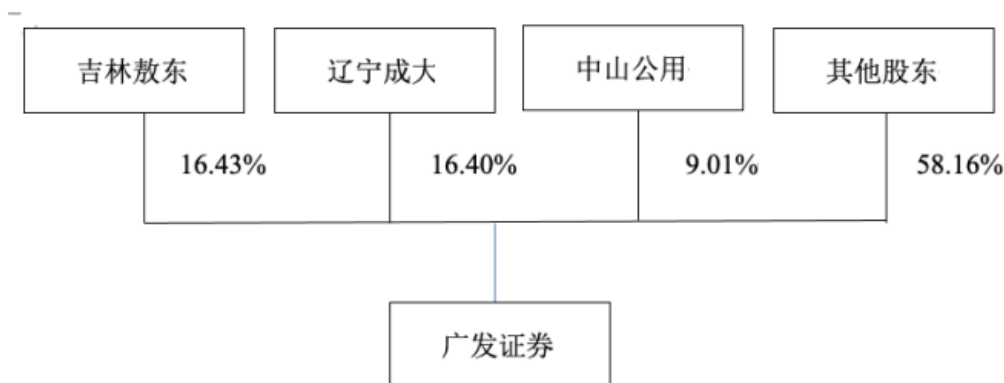 吉林敖东
辽宁成大
中山公用
其他股东
16.43%
16.40%
9.01%
58.16%
广发证券